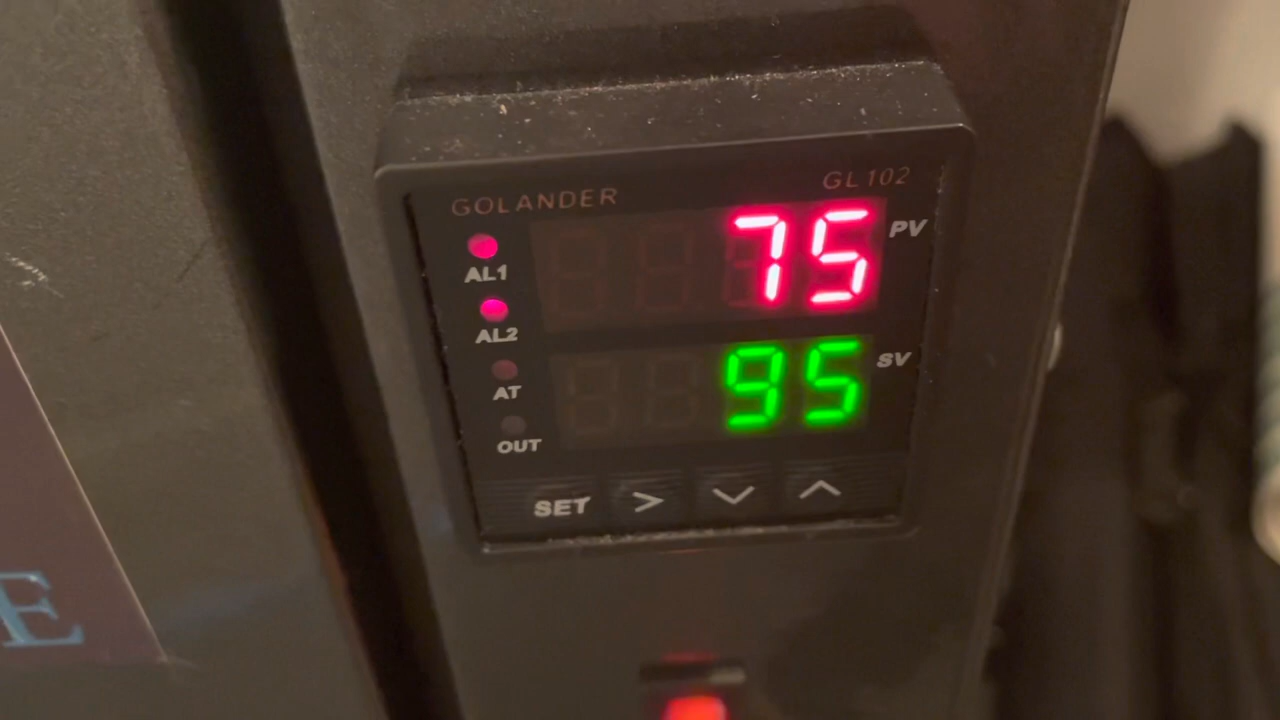 GOLANDER GL102
75 PV
AL1
AL2
95 SV
AT
OUT
SET > ∨ ∧
E